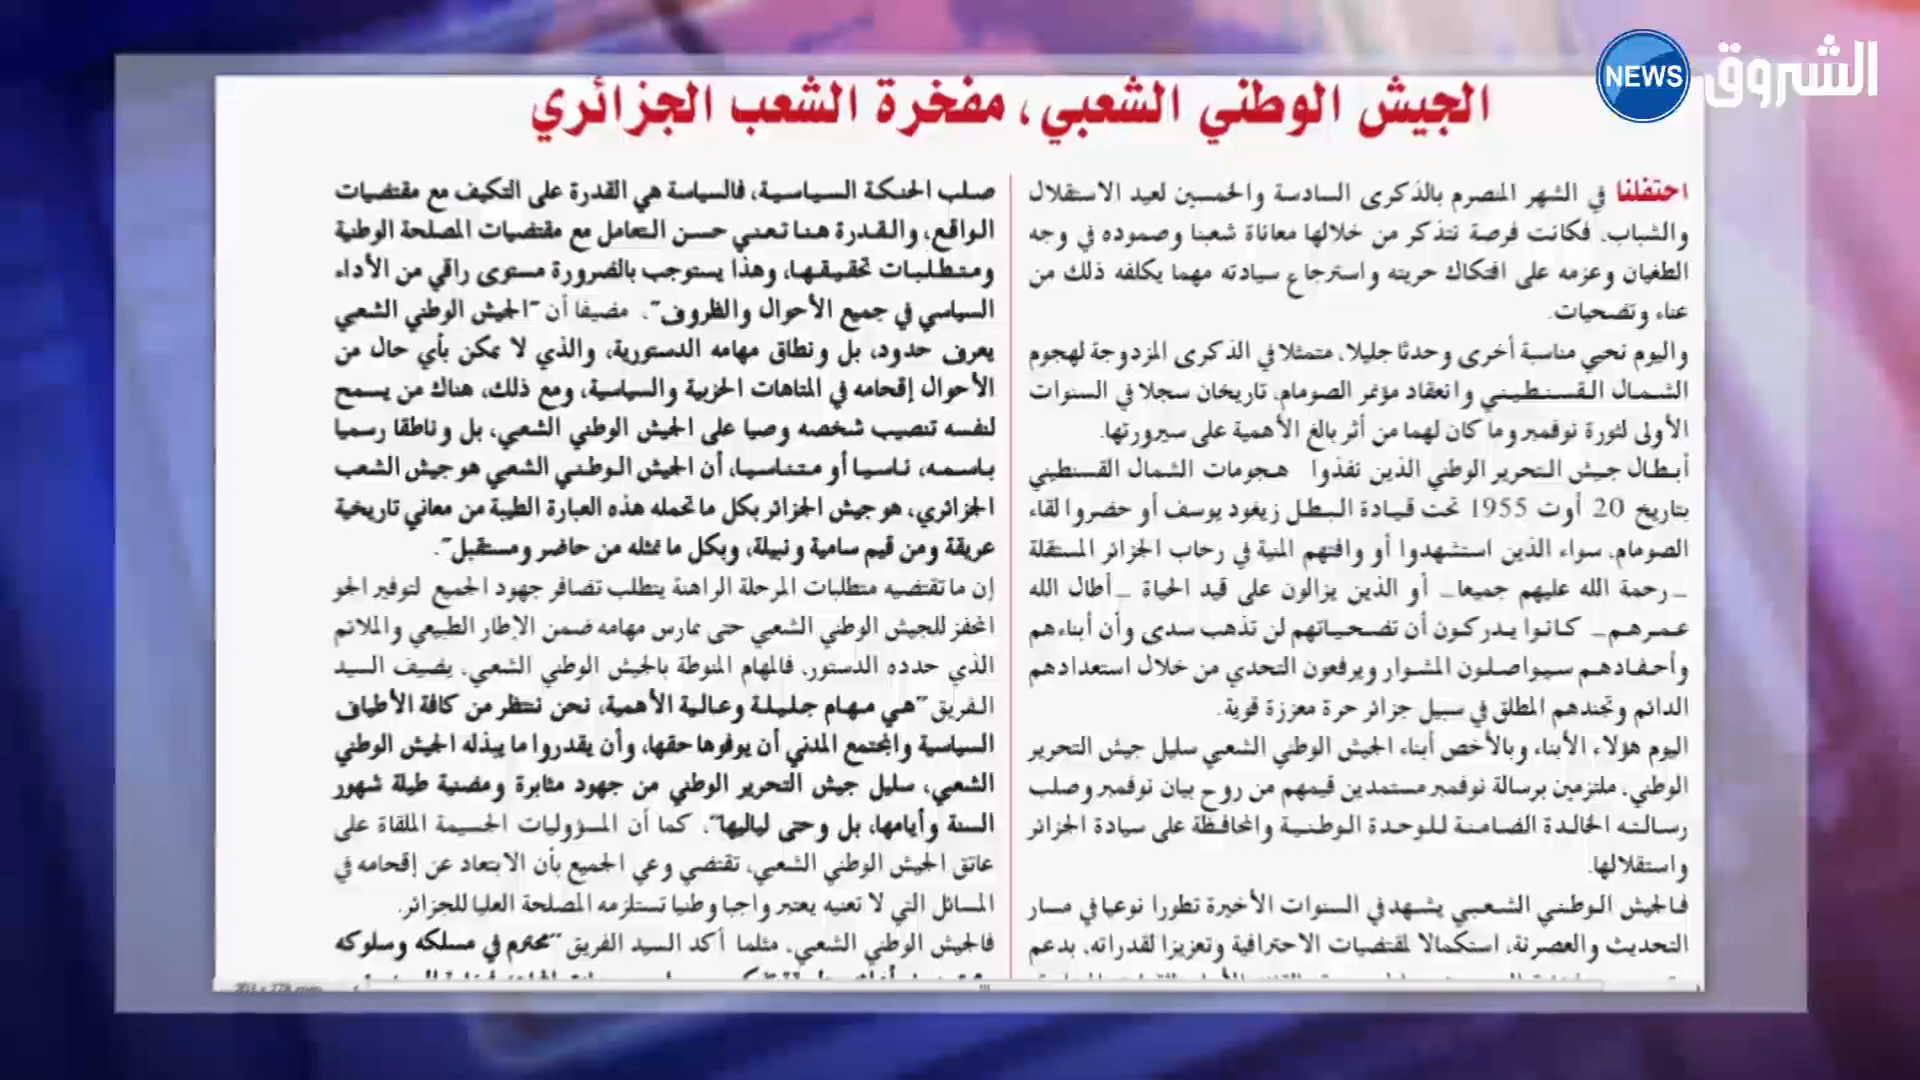 الشروق NEWS
الجيش الوطني الشعبي، مفخرة الشعب الجزائري
احتفلنا في الشهر المنصرم بالذكرى السادسة والخمسين لعيد الاستقلال
والشباب، فكانت فرصة نتذكر من خلالها معاناة شعبنا وصموده في وجه
الطغيان وعزمه على افتكاك حريته واسترجاع سيادته مهما يكلفه ذلك من
عناء وتضحيات.
واليوم نحيي مناسبة أخرى وحدثا جليلا، متمثلا في الذكرى المزدوجة لهجوم
الشمال القسنطيني وانعقاد مؤتمر الصومام، تاريخان سجلا في السنوات
الأولى لثورة نوفمبر وما كان لهما من أثر بالغ الأهمية على سيرورتها.
أبطال جيش التحرير الوطني الذين نفذوا هجومات الشمال القسنطيني
بتاريخ 20 أوت 1955 تحت قيادة البطل زيغود يوسف أو حضروا لقاء
الصومام، سواء الذين استشهدوا أو وافتهم المنية في رحاب الجزائر المستقلة
_رحمة الله عليهم جميعا_ أو الذين يزالون على قيد الحياة _أطال الله
عمرهم_ كانوا يدركون أن تضحياتهم لن تذهب سدى وأن أبناءهم
وأحفادهم سيواصلون المشوار ويرفعون التحدي من خلال استعدادهم
الدائم وتجندهم المطلق في سبيل جزائر حرة معززة قوية.
اليوم هؤلاء الأبناء وبالأخص أبناء الجيش الوطني الشعبي سليل جيش التحرير
الوطني، ملتزمين برسالة نوفمبر مستمدين قيمهم من روح بيان نوفمبر وصلب
رسالته الخالدة الضامنة للوحدة الوطنية والمحافظة على سيادة الجزائر
واستقلالها.
فالجيش الوطني الشعبي يشهد في السنوات الأخيرة تطورا نوعيا في مسار
التحديث والعصرنة، استكمالا لمقتضيات الاحترافية وتعزيزا لقدراته، بدعم
صلب الحنكة السياسية، فالسياسة هي القدرة على التكيف مع مقتضيات
الواقع، والقدرة هنا تعني حسن التعامل مع مقتضيات المصلحة الوطنية
ومتطلبات تحقيقها، وهذا يستوجب بالضرورة مستوى راقي من الأداء
السياسي في جميع الأحوال والظروف"، مضيفا أن "الجيش الوطني الشعبي
يعرف حدود، بل ونطاق مهامه الدستورية، والذي لا يمكن بأي حال من
الأحوال إقحامه في المتاهات الحزبية والسياسية، ومع ذلك، هناك من يسمح
لنفسه تنصيب شخصه وصيا على الجيش الوطني الشعبي، بل وناطقا رسميا
باسمه، ناسيا أو متناسيا، أن الجيش الوطني الشعبي هو جيش الشعب
الجزائري، هو جيش الجزائر بكل ما تحمله هذه العبارة الطيبة من معاني تاريخية
عريقة ومن قيم سامية ونبيلة، وبكل ما تمثله من حاضر ومستقبل".
إن ما تقتضيه متطلبات المرحلة الراهنة يتطلب تضافر جهود الجميع لتوفير الجو
المحفز للجيش الوطني الشعبي حتى يمارس مهامه ضمن الإطار الطبيعي والملائم
الذي حدده الدستور، فالمهام المنوطة بالجيش الوطني الشعبي، يضيف السيد
الفريق "هي مهام جليلة وعالية الأهمية، نحن ننتظر من كافة الأطياف
السياسية والمجتمع المدني أن يوفوها حقها، وأن يقدروا ما يبذله الجيش الوطني
الشعبي، سليل جيش التحرير الوطني من جهود مثابرة ومضنية طيلة شهور
السنة وأيامها، بل وحتى لياليها"، كما أن المسؤوليات الجسيمة الملقاة على
عاتق الجيش الوطني الشعبي، تقتضي وعي الجميع بأن الابتعاد عن إقحامه في
المسائل التي لا تعنيه يعتبر واجبا وطنيا تستلزمه المصلحة العليا للجزائر.
فالجيش الوطني الشعبي، مثلما أكد السيد الفريق "محترم في مسلكه وسلوكه